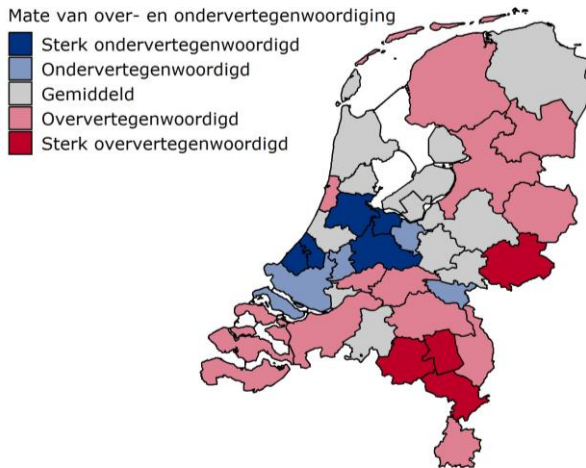 Mate van over- en ondervertegenwoordiging
Sterk ondervertegenwoordigd
Ondervertegenwoordigd
Gemiddeld
Oververtegenwoordigd
Sterk oververtegenwoordigd